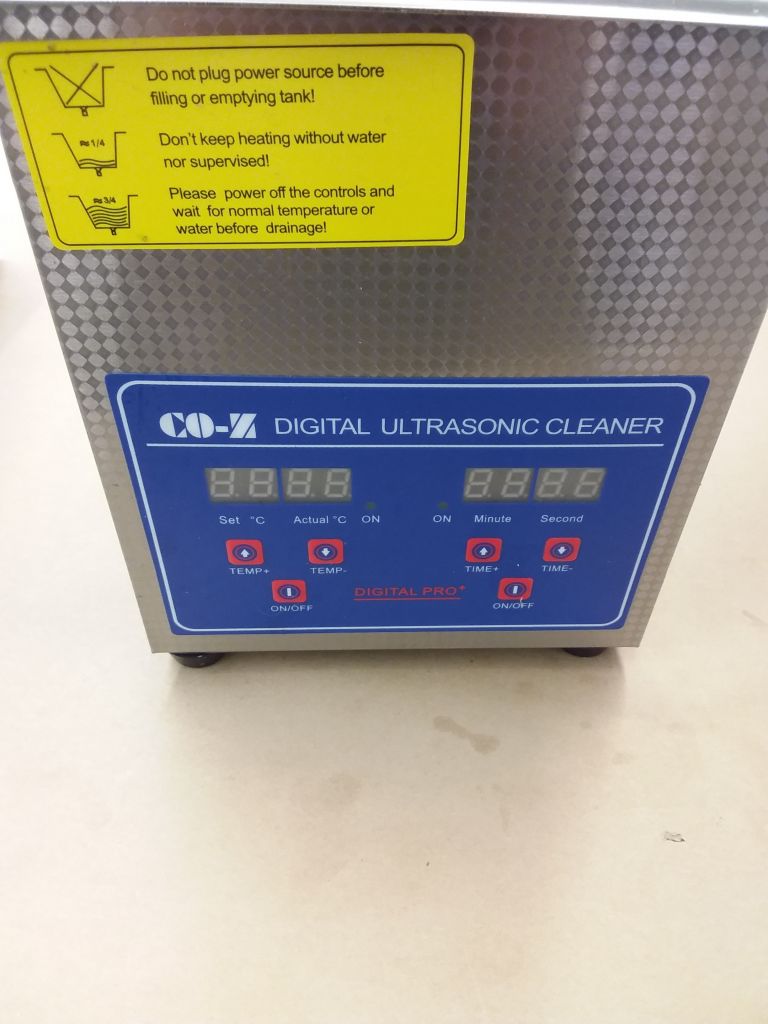 Do not plug power source before
filling or emptying tank!
≈1/4
Don't keep heating without water
nor supervised!
≈3/4
Please power off the controls and
wait for normal temperature or
water before drainage!
CO-Z DIGITAL ULTRASONIC CLEANER
Set °C Actual °C ON ON Minute Second
TEMP+ TEMP- TIME+ TIME-
DIGITAL PRO+
ON/OFF ON/OFF